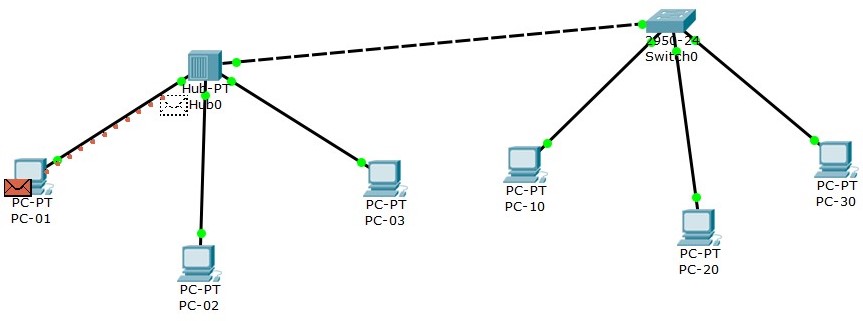 2950-24
Switch0
Hub-PT
Hub0
PC-PT
PC-01
PC-PT
PC-02
PC-PT
PC-03
PC-PT
PC-10
PC-PT
PC-20
PC-PT
PC-30